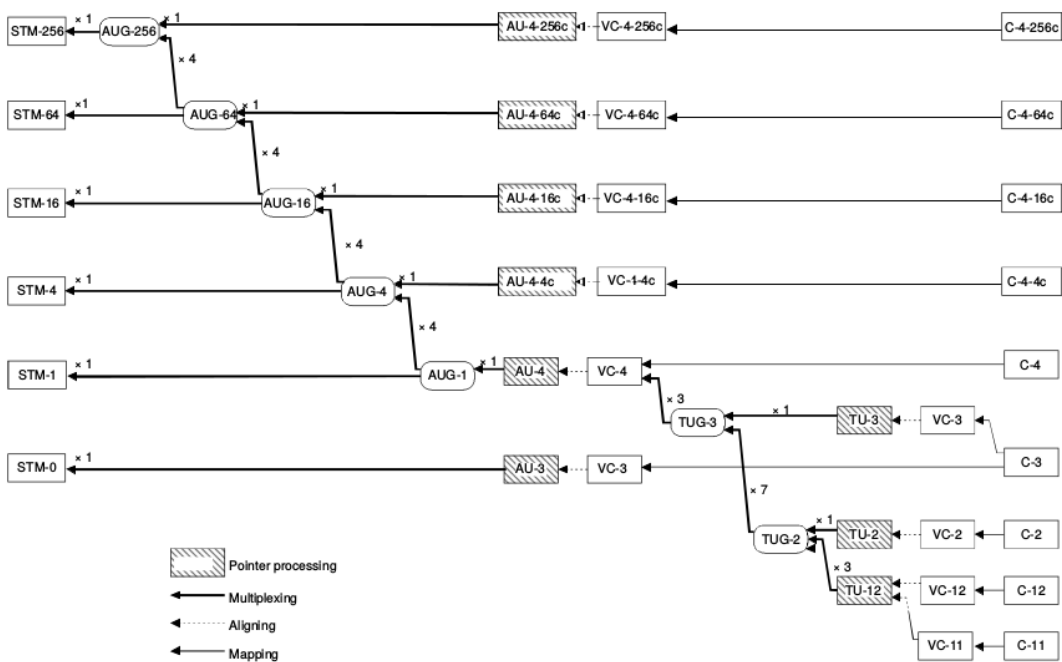 × 1 × 1
STM-256 AUG-256 AU-4-256c VC-4-256c C-4-256c
× 4
×1 × 1
STM-64 AUG-64 AU-4-64c VC-4-64c C-4-64c
× 4
× 1 × 1
STM-16 AUG-16 AU-4-16c VC-4-16c C-4-16c
× 4
× 1 × 1
STM-4 AUG-4 AU-4-4c VC-1-4c C-4-4c
× 4
× 1 × 1
STM-1 AUG-1 AU-4 VC-4 C-4
× 3 × 1
TUG-3 TU-3 VC-3
× 1
STM-0 AU-3 VC-3 C-3
× 7
× 1
TUG-2 TU-2 VC-2 C-2
Pointer processing
× 3
TU-12 VC-12 C-12
Multiplexing
Aligning
VC-11 C-11
Mapping